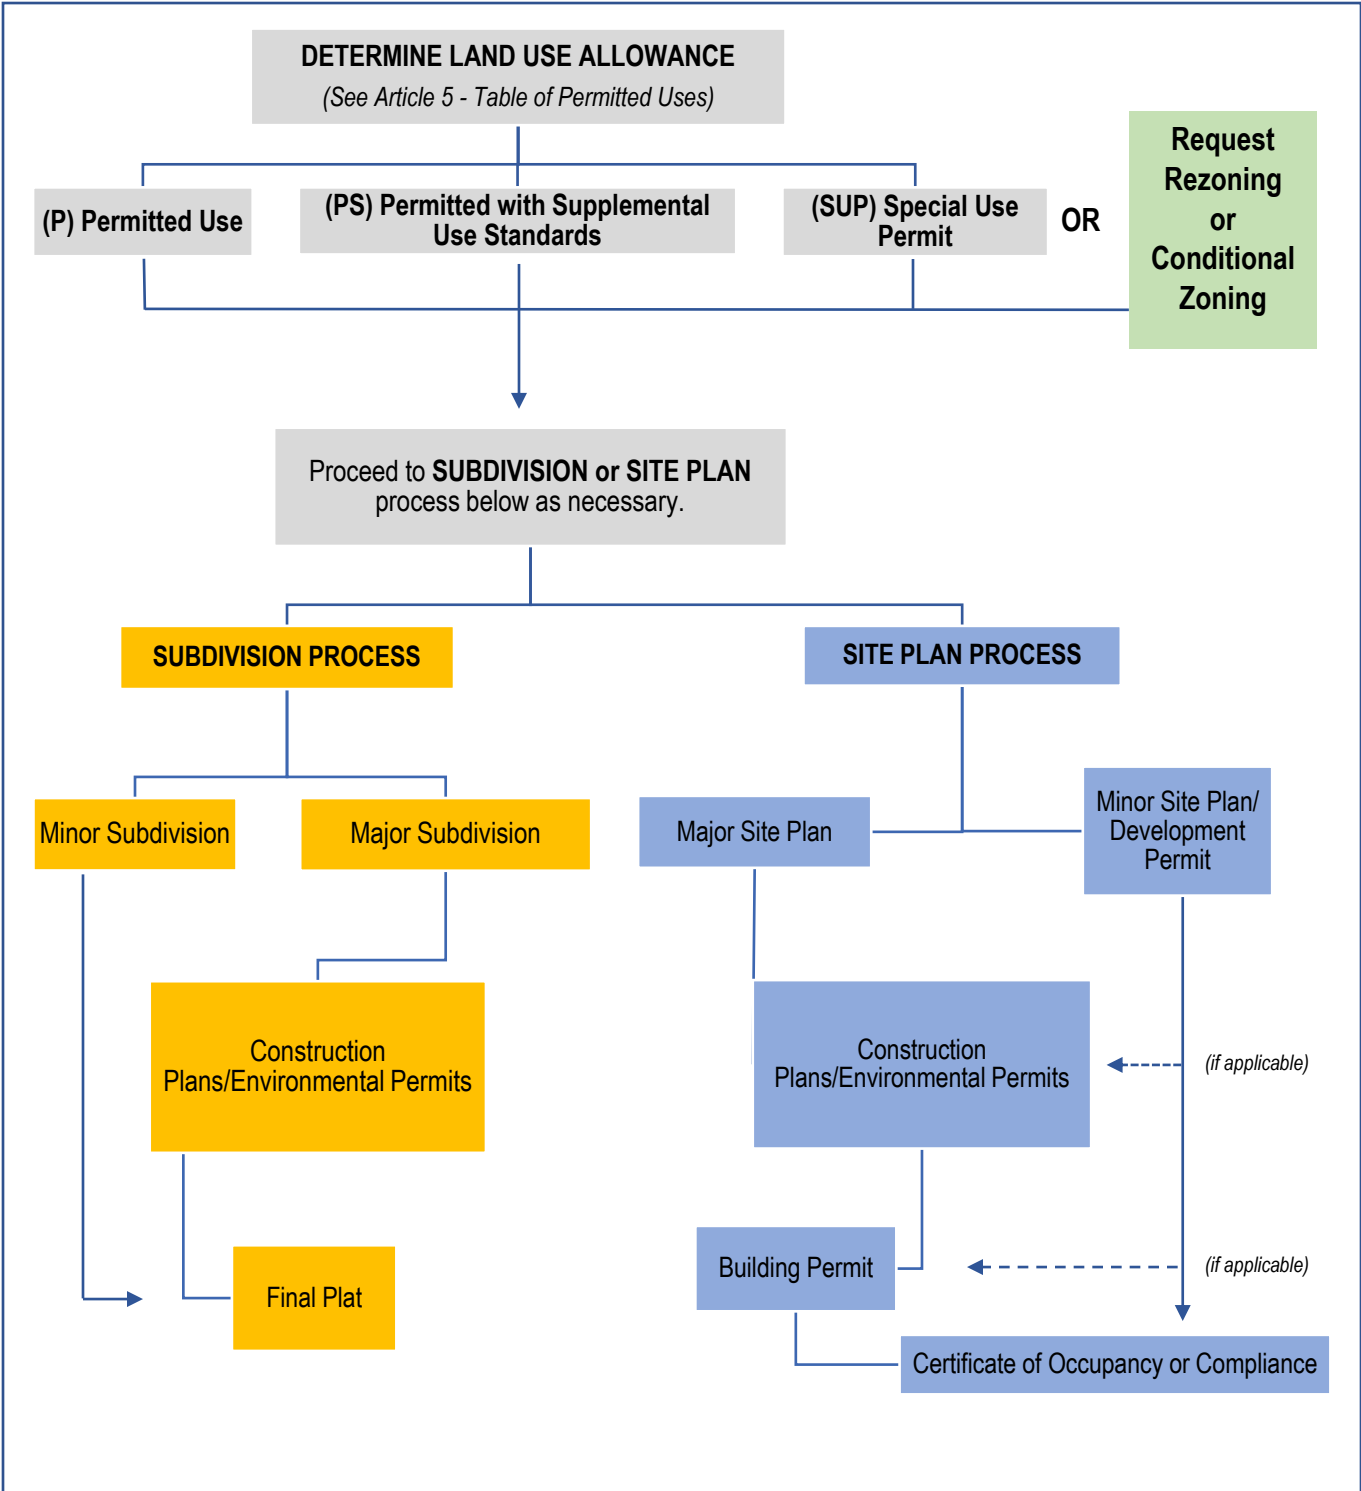 DETERMINE LAND USE ALLOWANCE
(See Article 5 - Table of Permitted Uses)
(P) Permitted Use
(PS) Permitted with Supplemental
Use Standards
(SUP) Special Use
Permit
OR
Request
Rezoning
or
Conditional
Zoning
Proceed to SUBDIVISION or SITE PLAN
process below as necessary.
SUBDIVISION PROCESS
SITE PLAN PROCESS
Minor Subdivision
Major Subdivision
Major Site Plan
Minor Site Plan/
Development
Permit
Construction
Plans/Environmental Permits
Construction
Plans/Environmental Permits
(if applicable)
Final Plat
Building Permit
(if applicable)
Certificate of Occupancy or Compliance